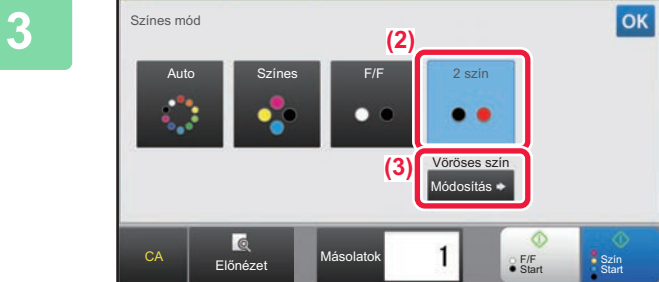 3
Színes mód
OK
(2)
Auto
Színes
F/F
2 szín
(3)
Vöröses szín
Módosítás
CA
Előnézet
Másolatok
1
F/F
Start
Szín
Start